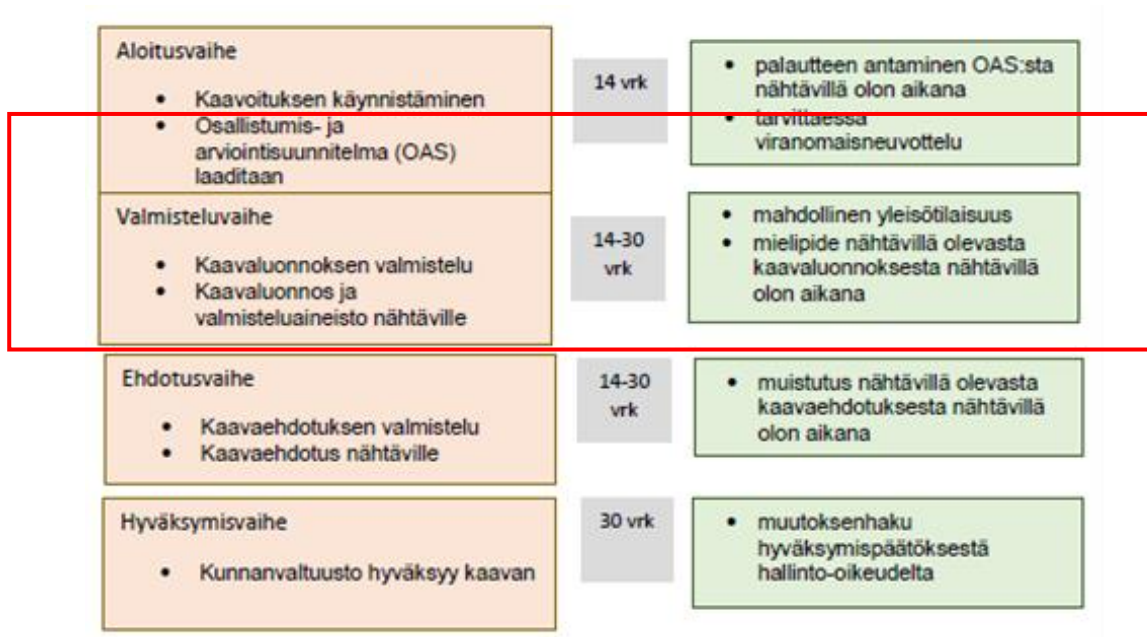 Aloitusvaihe
• Kaavoituksen käynnistäminen
• Osallistumis- ja
arviointisuunnitelma (OAS)
laaditaan
14 vrk
• palautteen antaminen OAS:sta
nähtävillä olon aikana
• tarvittaessa
viranomaisneuvottelu
Valmisteluvaihe
• Kaavaluonnoksen valmistelu
• Kaavaluonnos ja
valmisteluaineisto nähtäville
14-30
vrk
• mahdollinen yleisötilaisuus
• mielipide nähtävillä olevasta
kaavaluonnoksesta nähtävillä
olon aikana
Ehdotusvaihe
• Kaavaehdotuksen valmistelu
• Kaavaehdotus nähtäville
14-30
vrk
• muistutus nähtävillä olevasta
kaavaehdotuksesta nähtävillä
olon aikana
Hyväksymisvaihe
• Kunnanvaltuusto hyväksyy kaavan
30 vrk
• muutoksenhaku
hyväksymispäätöksestä
hallinto-oikeudelta